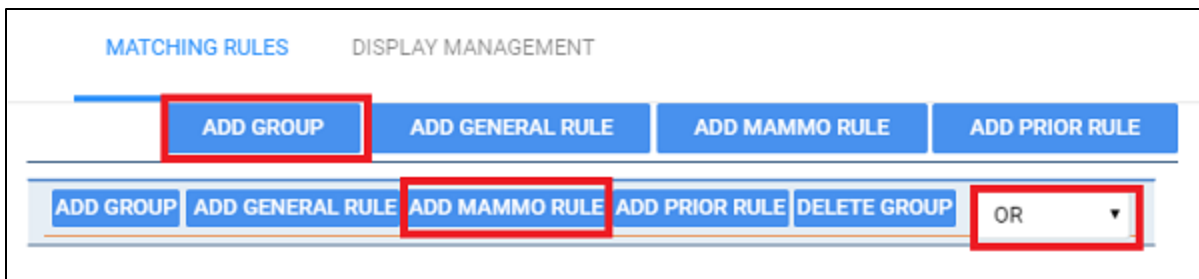 MATCHING RULES DISPLAY MANAGEMENT
ADD GROUP ADD GENERAL RULE ADD MAMMO RULE ADD PRIOR RULE
ADD GROUP ADD GENERAL RULE ADD MAMMO RULE ADD PRIOR RULE DELETE GROUP OR